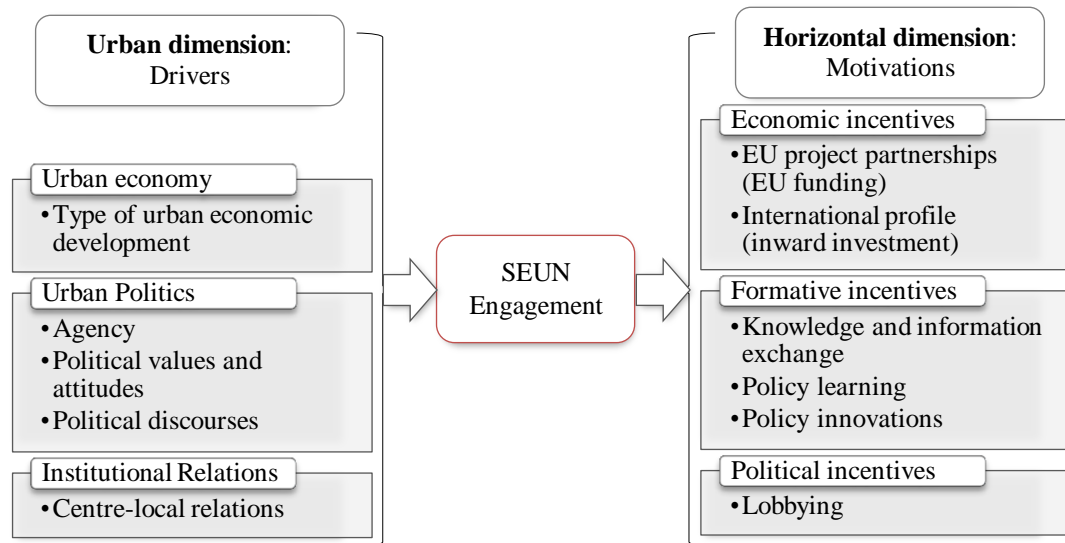 Urban dimension:
Drivers
Urban economy
•Type of urban economic
development
Urban Politics
•Agency
•Political values and
attitudes
•Political discourses
Institutional Relations
•Centre-local relations
SEUN
Engagement
Horizontal dimension:
Motivations
Economic incentives
•EU project partnerships
(EU funding)
•International profile
(inward investment)
Formative incentives
•Knowledge and information
exchange
•Policy learning
•Policy innovations
Political incentives
•Lobbying